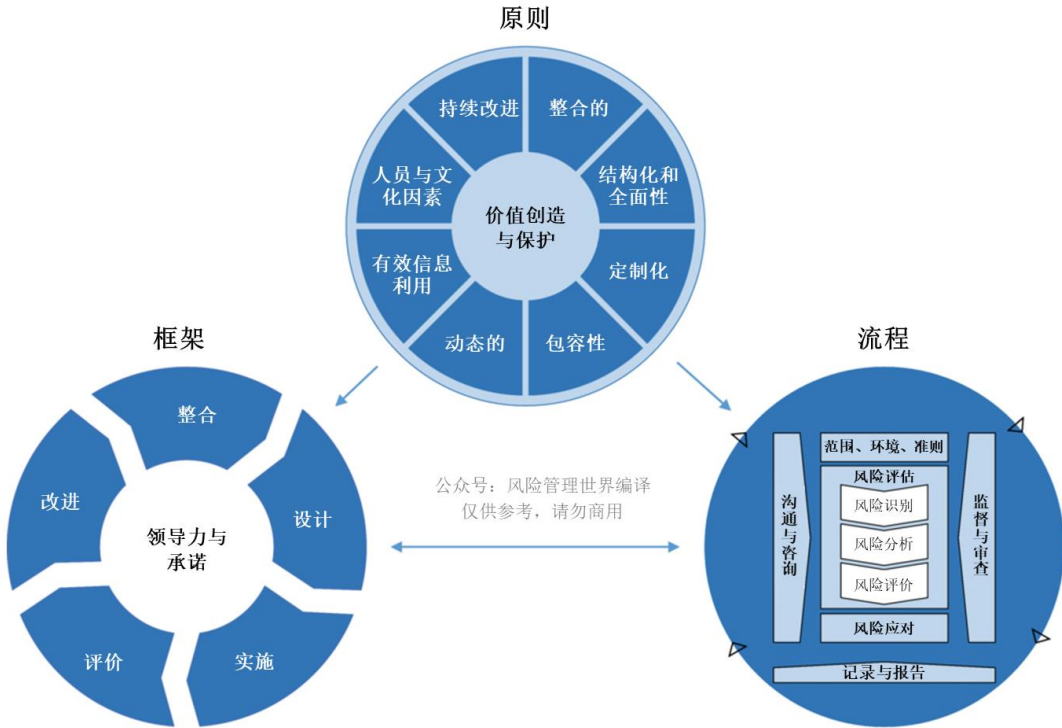 原则
持续改进
整合的
人员与文
化因素
结构化和
全面性
价值创造
与保护
有效信息
利用
定制化
动态的
包容性
框架
整合
改进
设计
领导力与
承诺
评价
实施
公众号：风险管理世界编译
仅供参考，请勿商用
流程
范围、环境、准则
沟通与咨询
风险评估
风险识别
风险分析
风险评价
监督与审查
风险应对
记录与报告